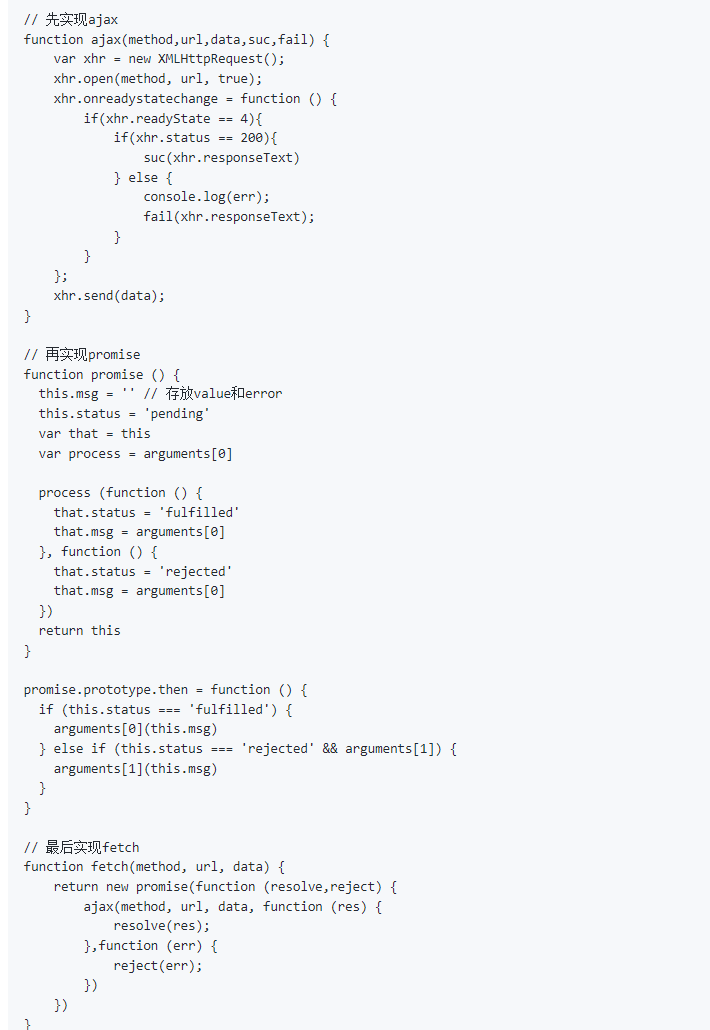 // 先实现ajax
function ajax(method,url,data,suc,fail) {
    var xhr = new XMLHttpRequest();
    xhr.open(method, url, true);
    xhr.onreadystatechange = function () {
        if(xhr.readyState == 4){
            if(xhr.status == 200){
                suc(xhr.responseText)
            } else {
                console.log(err);
                fail(xhr.responseText);
            }
        }
    };
    xhr.send(data);
}

// 再实现promise
function promise () {
  this.msg = '' // 存放value和error
  this.status = 'pending'
  var that = this
  var process = arguments[0]

  process (function () {
    that.status = 'fulfilled'
    that.msg = arguments[0]
  }, function () {
    that.status = 'rejected'
    that.msg = arguments[0]
  })
  return this
}

promise.prototype.then = function () {
  if (this.status === 'fulfilled') {
    arguments[0](this.msg)
  } else if (this.status === 'rejected' && arguments[1]) {
    arguments[1](this.msg)
  }
}

// 最后实现fetch
function fetch(method, url, data) {
    return new promise(function (resolve,reject) {
        ajax(method, url, data, function (res) {
            resolve(res);
        },function (err) {
            reject(err);
        })
    })
}